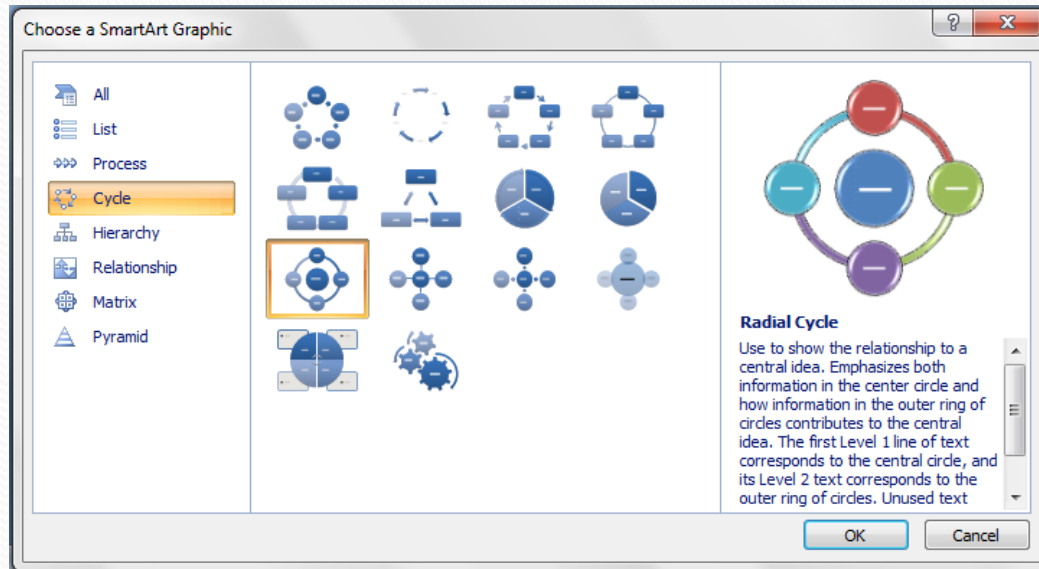 Choose a SmartArt Graphic
All
List
Process
Cycle
Hierarchy
Relationship
Matrix
Pyramid
Radial Cycle
Use to show the relationship to a
central idea. Emphasizes both
information in the center circle and
how information in the outer ring of
circles contributes to the central
idea. The first Level 1 line of text
corresponds to the central circle, and
its Level 2 text corresponds to the
outer ring of circles. Unused text
OK
Cancel